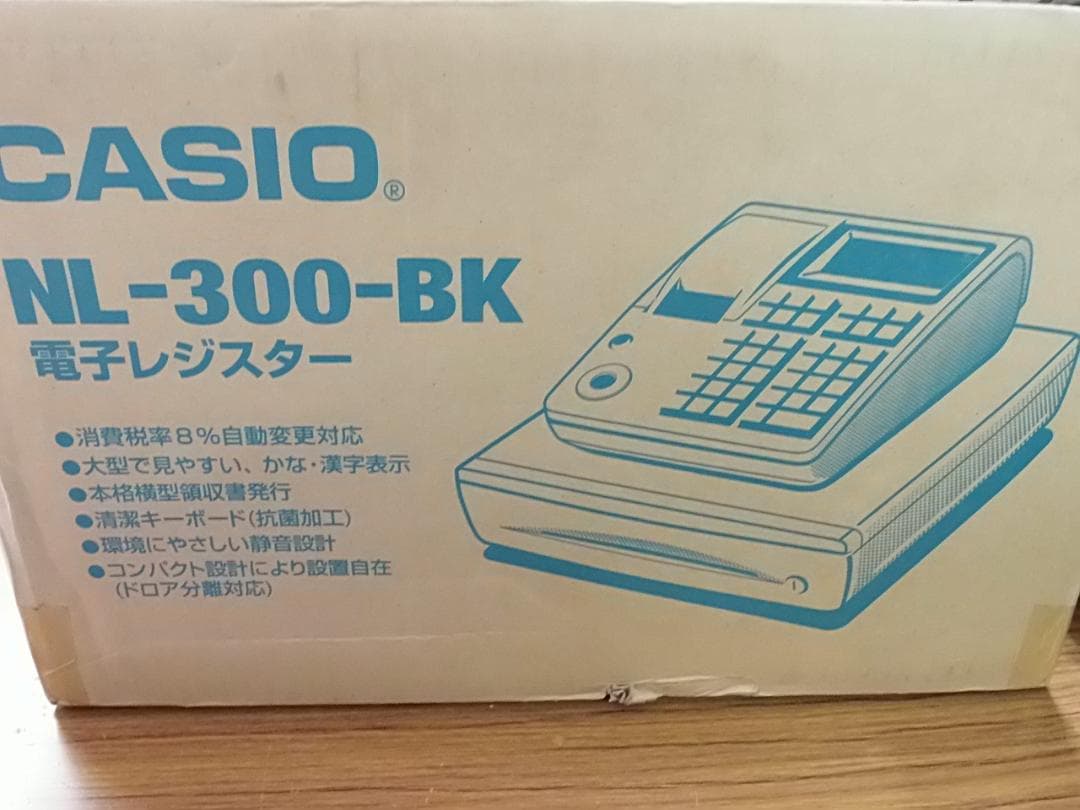 CASIO®
NL-300-BK
電子レジスター
●消費税率8%自動変更対応
●大型で見やすい、かな・漢字表示
●本格横型領収書発行
●清潔キーボード(抗菌加工)
●環境にやさしい静音設計
●コンパクト設計により設置自在
(ドロア分離対応)